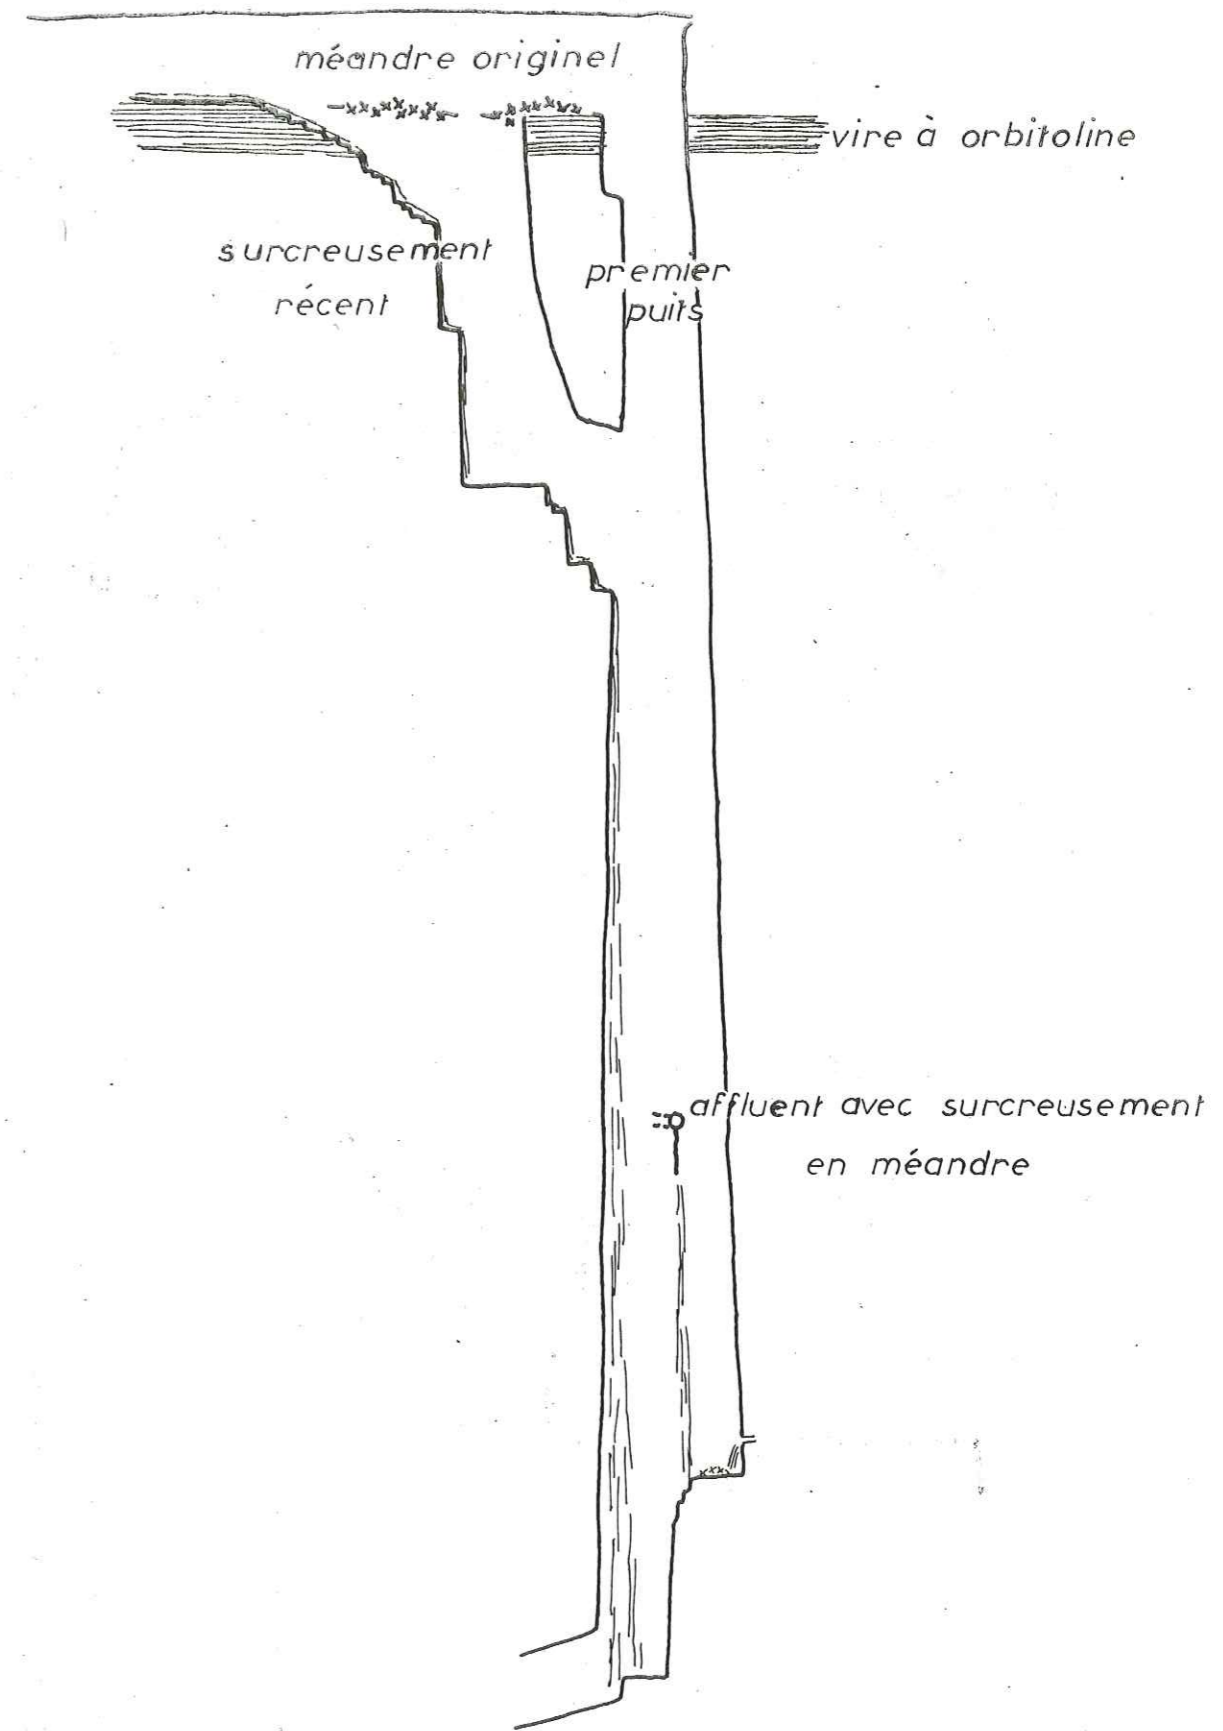 méandre originel
vire à orbitoline
surcreusement
récent
premier
puits
affluent avec surcreusement
en méandre